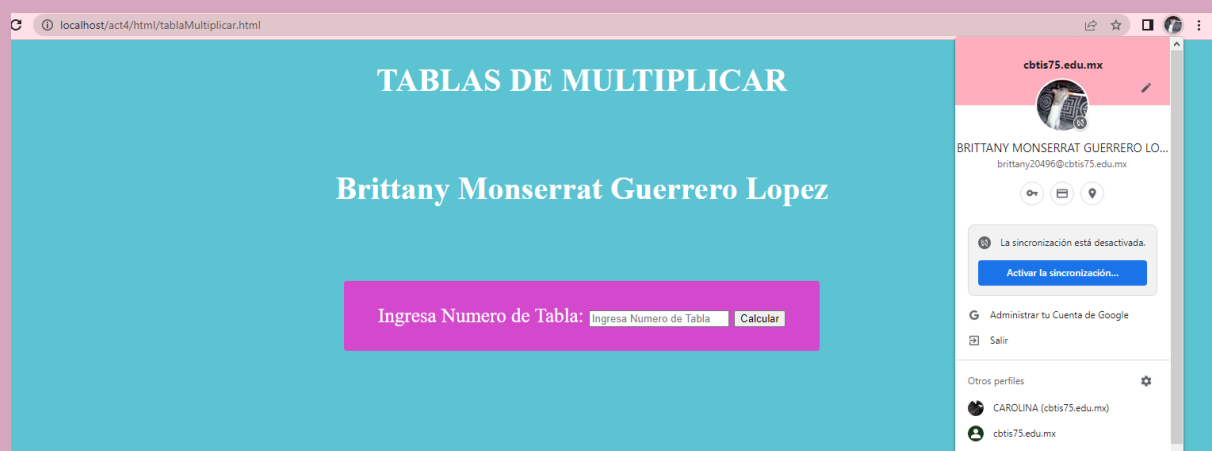 localhost/act4/html/tablaMultiplicar.html
TABLAS DE MULTIPLICAR
Brittany Monserrat Guerrero Lopez
Ingresa Numero de Tabla: Ingresa Numero de Tabla Calcular
cbtis75.edu.mx
BRITTANY MONSERRAT GUERRERO LO...
brittany20496@cbtis75.edu.mx
La sincronización está desactivada.
Activar la sincronización...
G Administrar tu Cuenta de Google
Salir
Otros perfiles
CAROLINA (cbtis75.edu.mx)
cbtis75.edu.mx